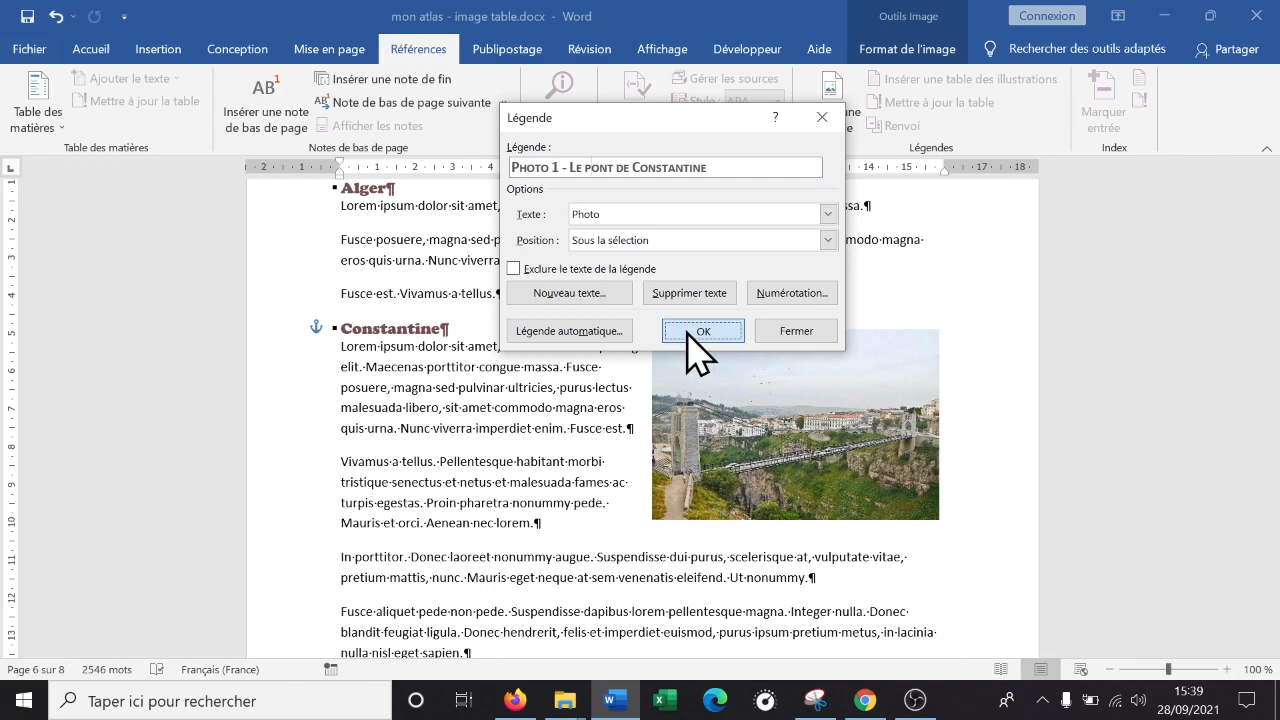 mon atlas - image table.docx - Word
Outils Image
Connexion
Fichier Accueil Insertion Conception Mise en page Références Publipostage Révision Affichage Développeur Aide Format de l'image Rechercher des outils adaptés Partager
Table des matières
Ajouter le texte
Mettre à jour la table
Table des matières
AB¹
Insérer une note de bas de page
Insérer une note de fin
Note de bas de page suivante
Afficher les notes
Notes de bas de page
Gérer les sources
Style : APA
Insérer une table des illustrations
Mettre à jour la table
Renvoi
Légendes
Marquer entrée
Index
Légende
?
Légende :
Photo 1 - Le pont de Constantine
Options
Texte : Photo
Position : Sous la sélection
Exclure le texte de la légende
Nouveau texte... Supprimer texte Numérotation...
Légende automatique... OK Fermer
2 1 1 2 3 4 14 15 17 18
Alger¶
Lorem·ipsum·dolor·sit·amet,
Fusce·posuere,·magna·sed·p
modo·magna·
eros·quis·urna.·Nunc·viverra
Fusce·est.·Vivamus·a·tellus.¶
Constantine¶
Lorem·ipsum·dolor·sit·amet,
elit.·Maecenas·porttitor·congue·massa.·Fusce·
posuere,·magna·sed·pulvinar·ultricies,·purus·lectus·
malesuada·libero,·sit·amet·commodo·magna·eros·
quis·urna.·Nunc·viverra·imperdiet·enim.·Fusce·est.¶
Vivamus·a·tellus.·Pellentesque·habitant·morbi·
tristique·senectus·et·netus·et·malesuada·fames·ac·
turpis·egestas.·Proin·pharetra·nonummy·pede.·
Mauris·et·orci.·Aenean·nec·lorem.¶
In·porttitor.·Donec·laoreet·nonummy·augue.·Suspendisse·dui·purus,·scelerisque·at,·vulputate·vitae,·
pretium·mattis,·nunc.·Mauris·eget·neque·at·sem·venenatis·eleifend.·Ut·nonummy.¶
Fusce·aliquet·pede·non·pede.·Suspendisse·dapibus·lorem·pellentesque·magna.·Integer·nulla.·Donec·
blandit·feugiat·ligula.·Donec·hendrerit,·felis·et·imperdiet·euismod,·purus·ipsum·pretium·metus,·in·lacinia·
nulla·nisl·eget·sapien.¶
Page 6 sur 8 2546 mots Français (France) 100 %
Taper ici pour rechercher
15:39
28/09/2021